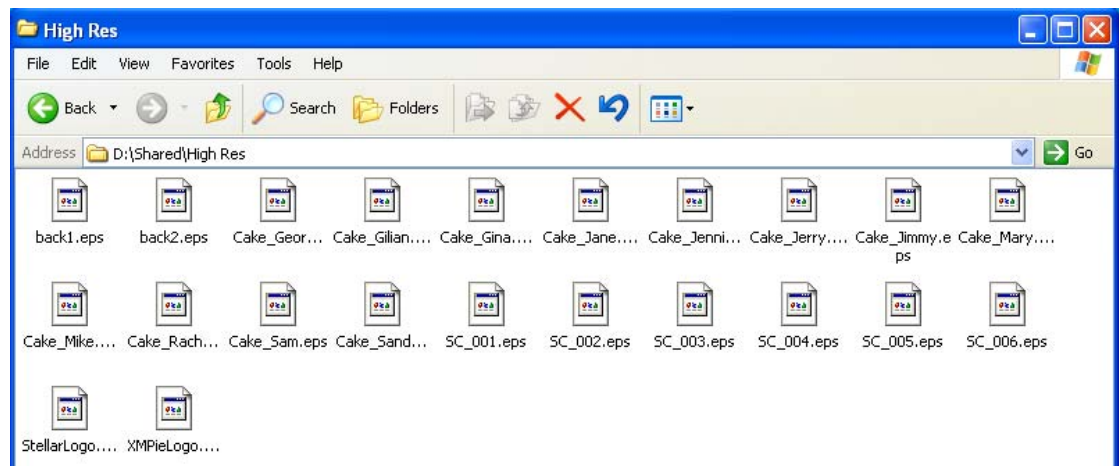 High Res
File Edit View Favorites Tools Help
Back Search Folders
Address D:\Shared\High Res Go
back1.eps back2.eps Cake_Geor... Cake_Gilian.... Cake_Gina.... Cake_Jane.... Cake_Jenni... Cake_Jerry.... Cake_Jimmy.e Cake_Mary....
ps
Cake_Mike.... Cake_Rach... Cake_Sam.eps Cake_Sand... SC_001.eps SC_002.eps SC_003.eps SC_004.eps SC_005.eps SC_006.eps
StellarLogo.... XMPieLogo....